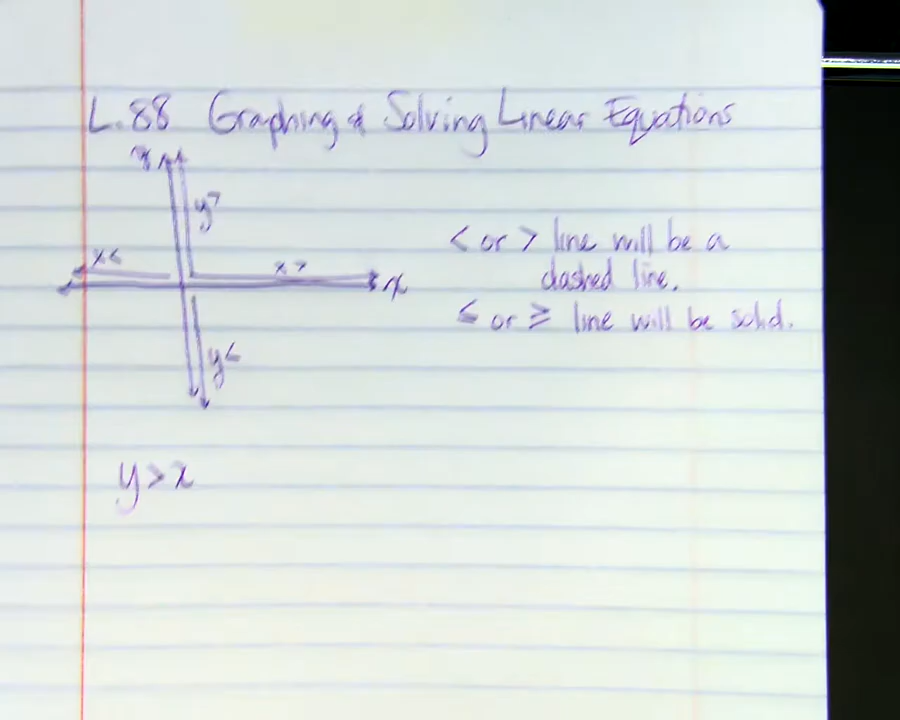 L.88 Graphing & Solving Linear Equations
y
y>
x<
x>
x
y<
< or > line will be a
dashed line.
≤ or ≥ line will be solid.
y > x